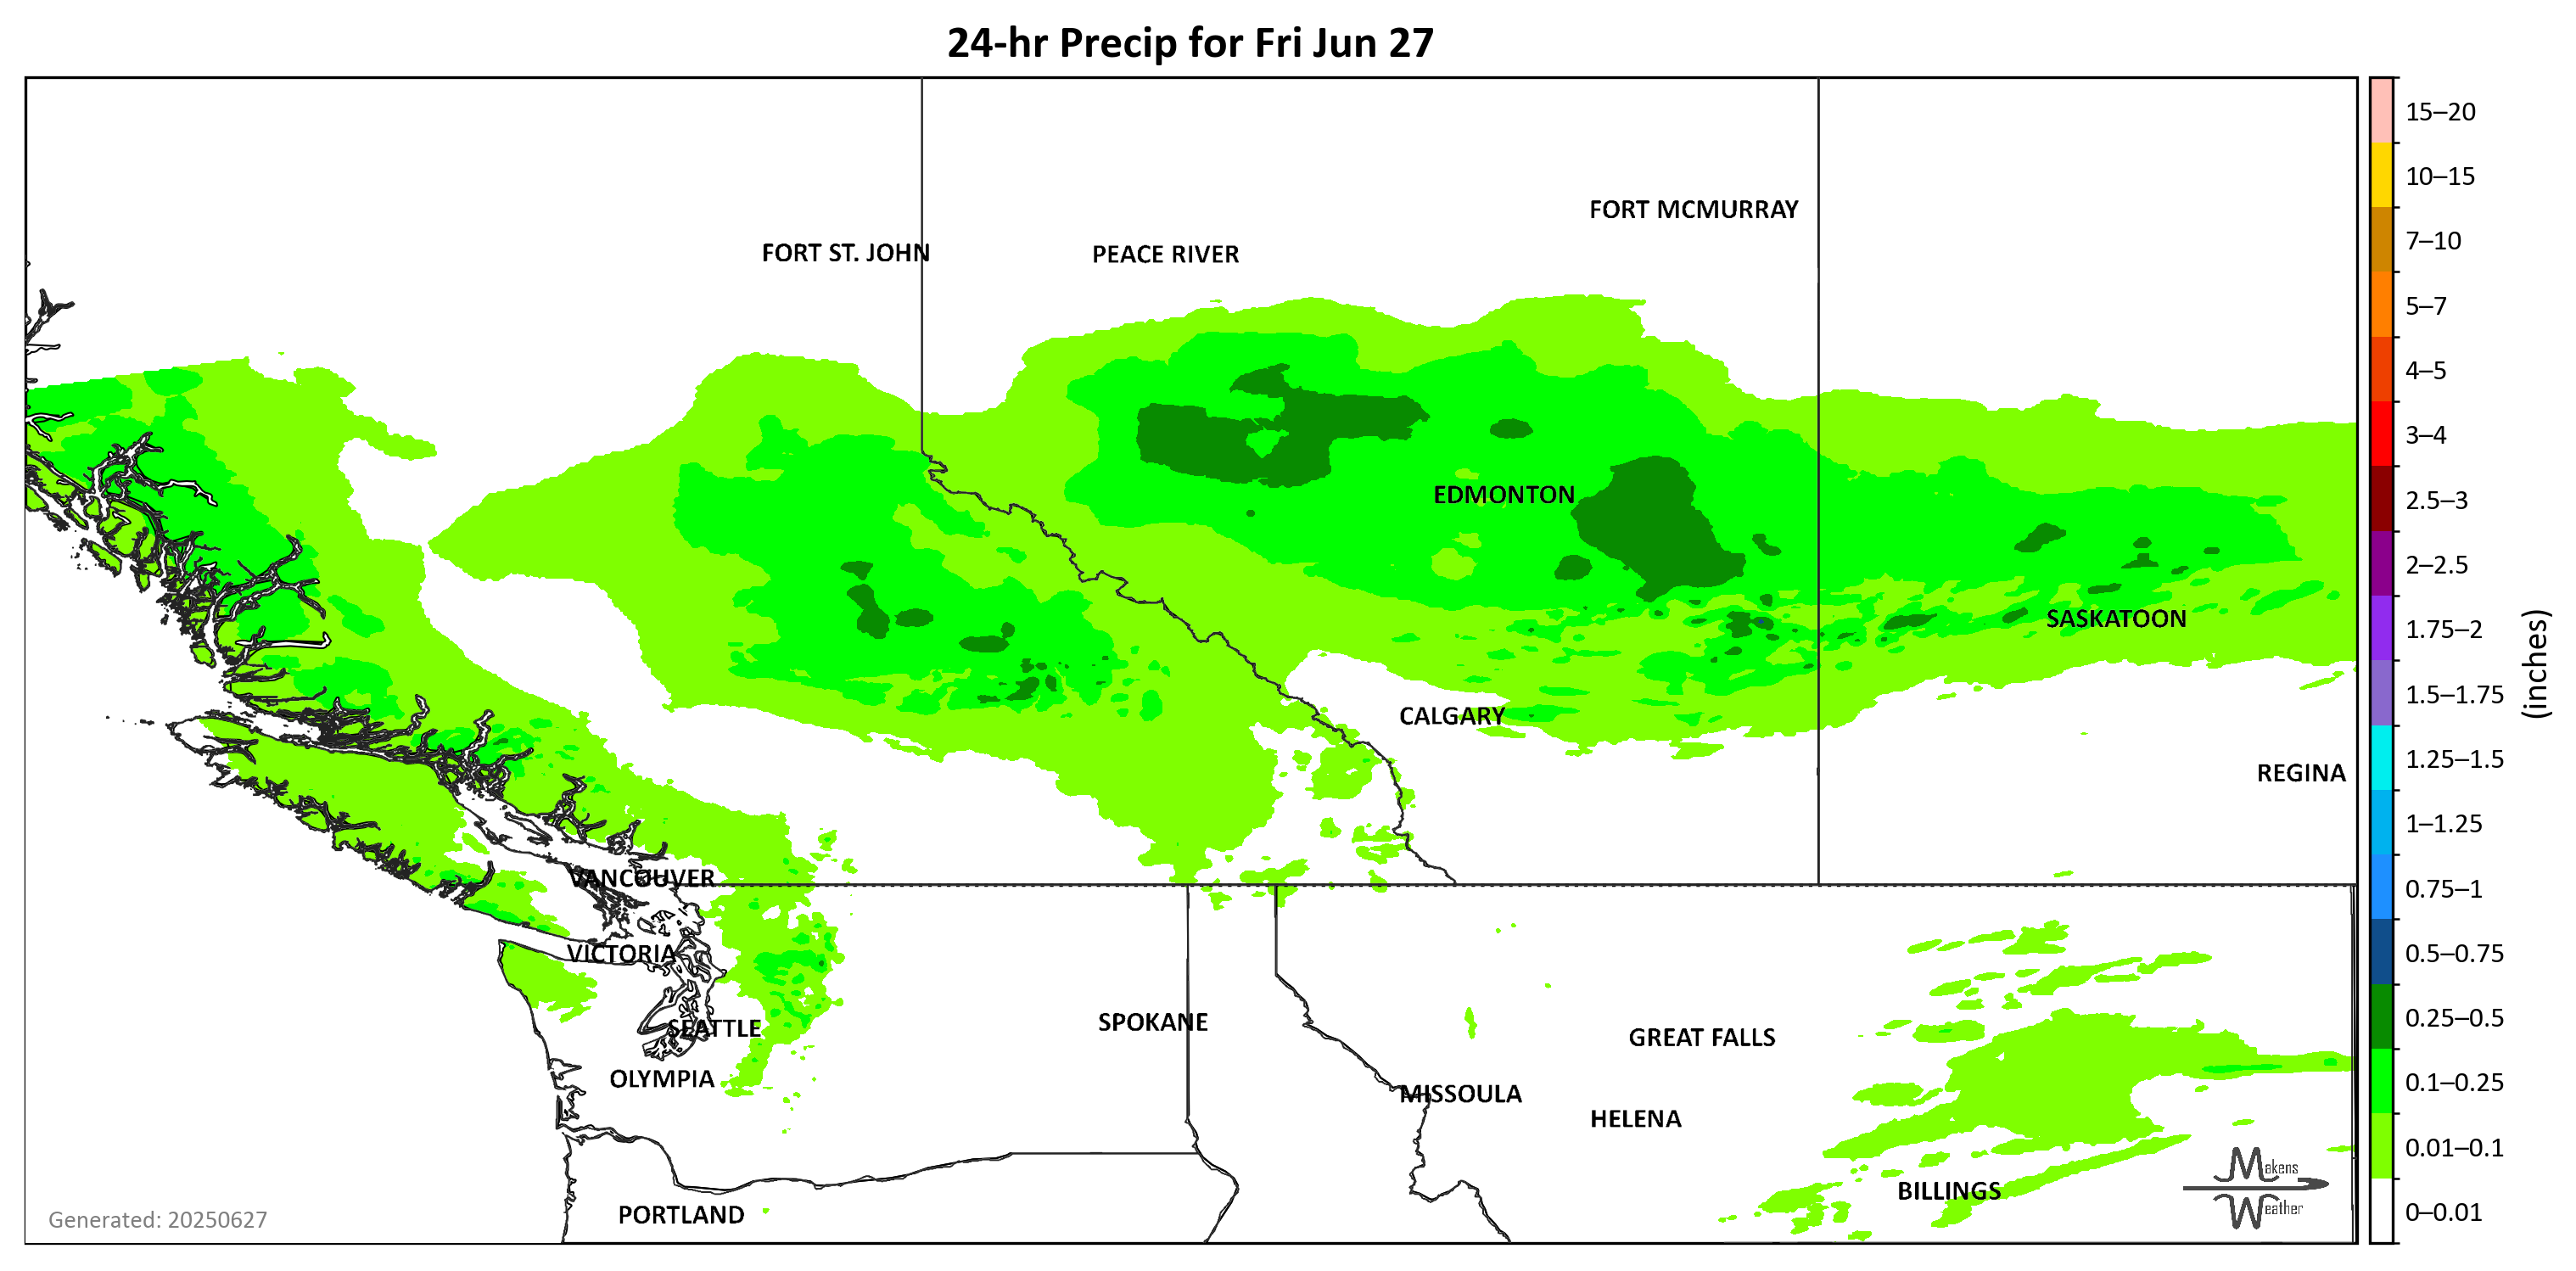 24-hr Precip for Fri Jun 27
FORT MCMURRAY
FORT ST. JOHN
PEACE RIVER
EDMONTON
SASKATOON
CALGARY
REGINA
VANCOUVER
VICTORIA
SEATTLE
SPOKANE
GREAT FALLS
OLYMPIA
MISSOULA
HELENA
BILLINGS
PORTLAND
Makens
Weather
Generated: 20250627
15–20
10–15
7–10
5–7
4–5
3–4
2.5–3
2–2.5
1.75–2
1.5–1.75
1.25–1.5
1–1.25
0.75–1
0.5–0.75
0.25–0.5
0.1–0.25
0.01–0.1
0–0.01
(inches)